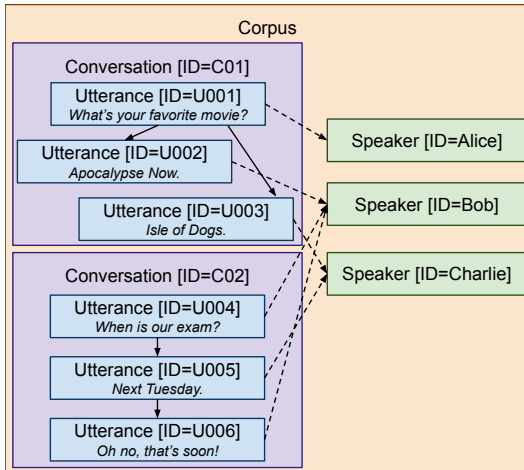 Corpus
Conversation [ID=C01]
Utterance [ID=U001]
What's your favorite movie?
Utterance [ID=U002]
Apocalypse Now.
Utterance [ID=U003]
Isle of Dogs.
Speaker [ID=Alice]
Speaker [ID=Bob]
Speaker [ID=Charlie]
Conversation [ID=C02]
Utterance [ID=U004]
When is our exam?
Utterance [ID=U005]
Next Tuesday.
Utterance [ID=U006]
Oh no, that's soon!